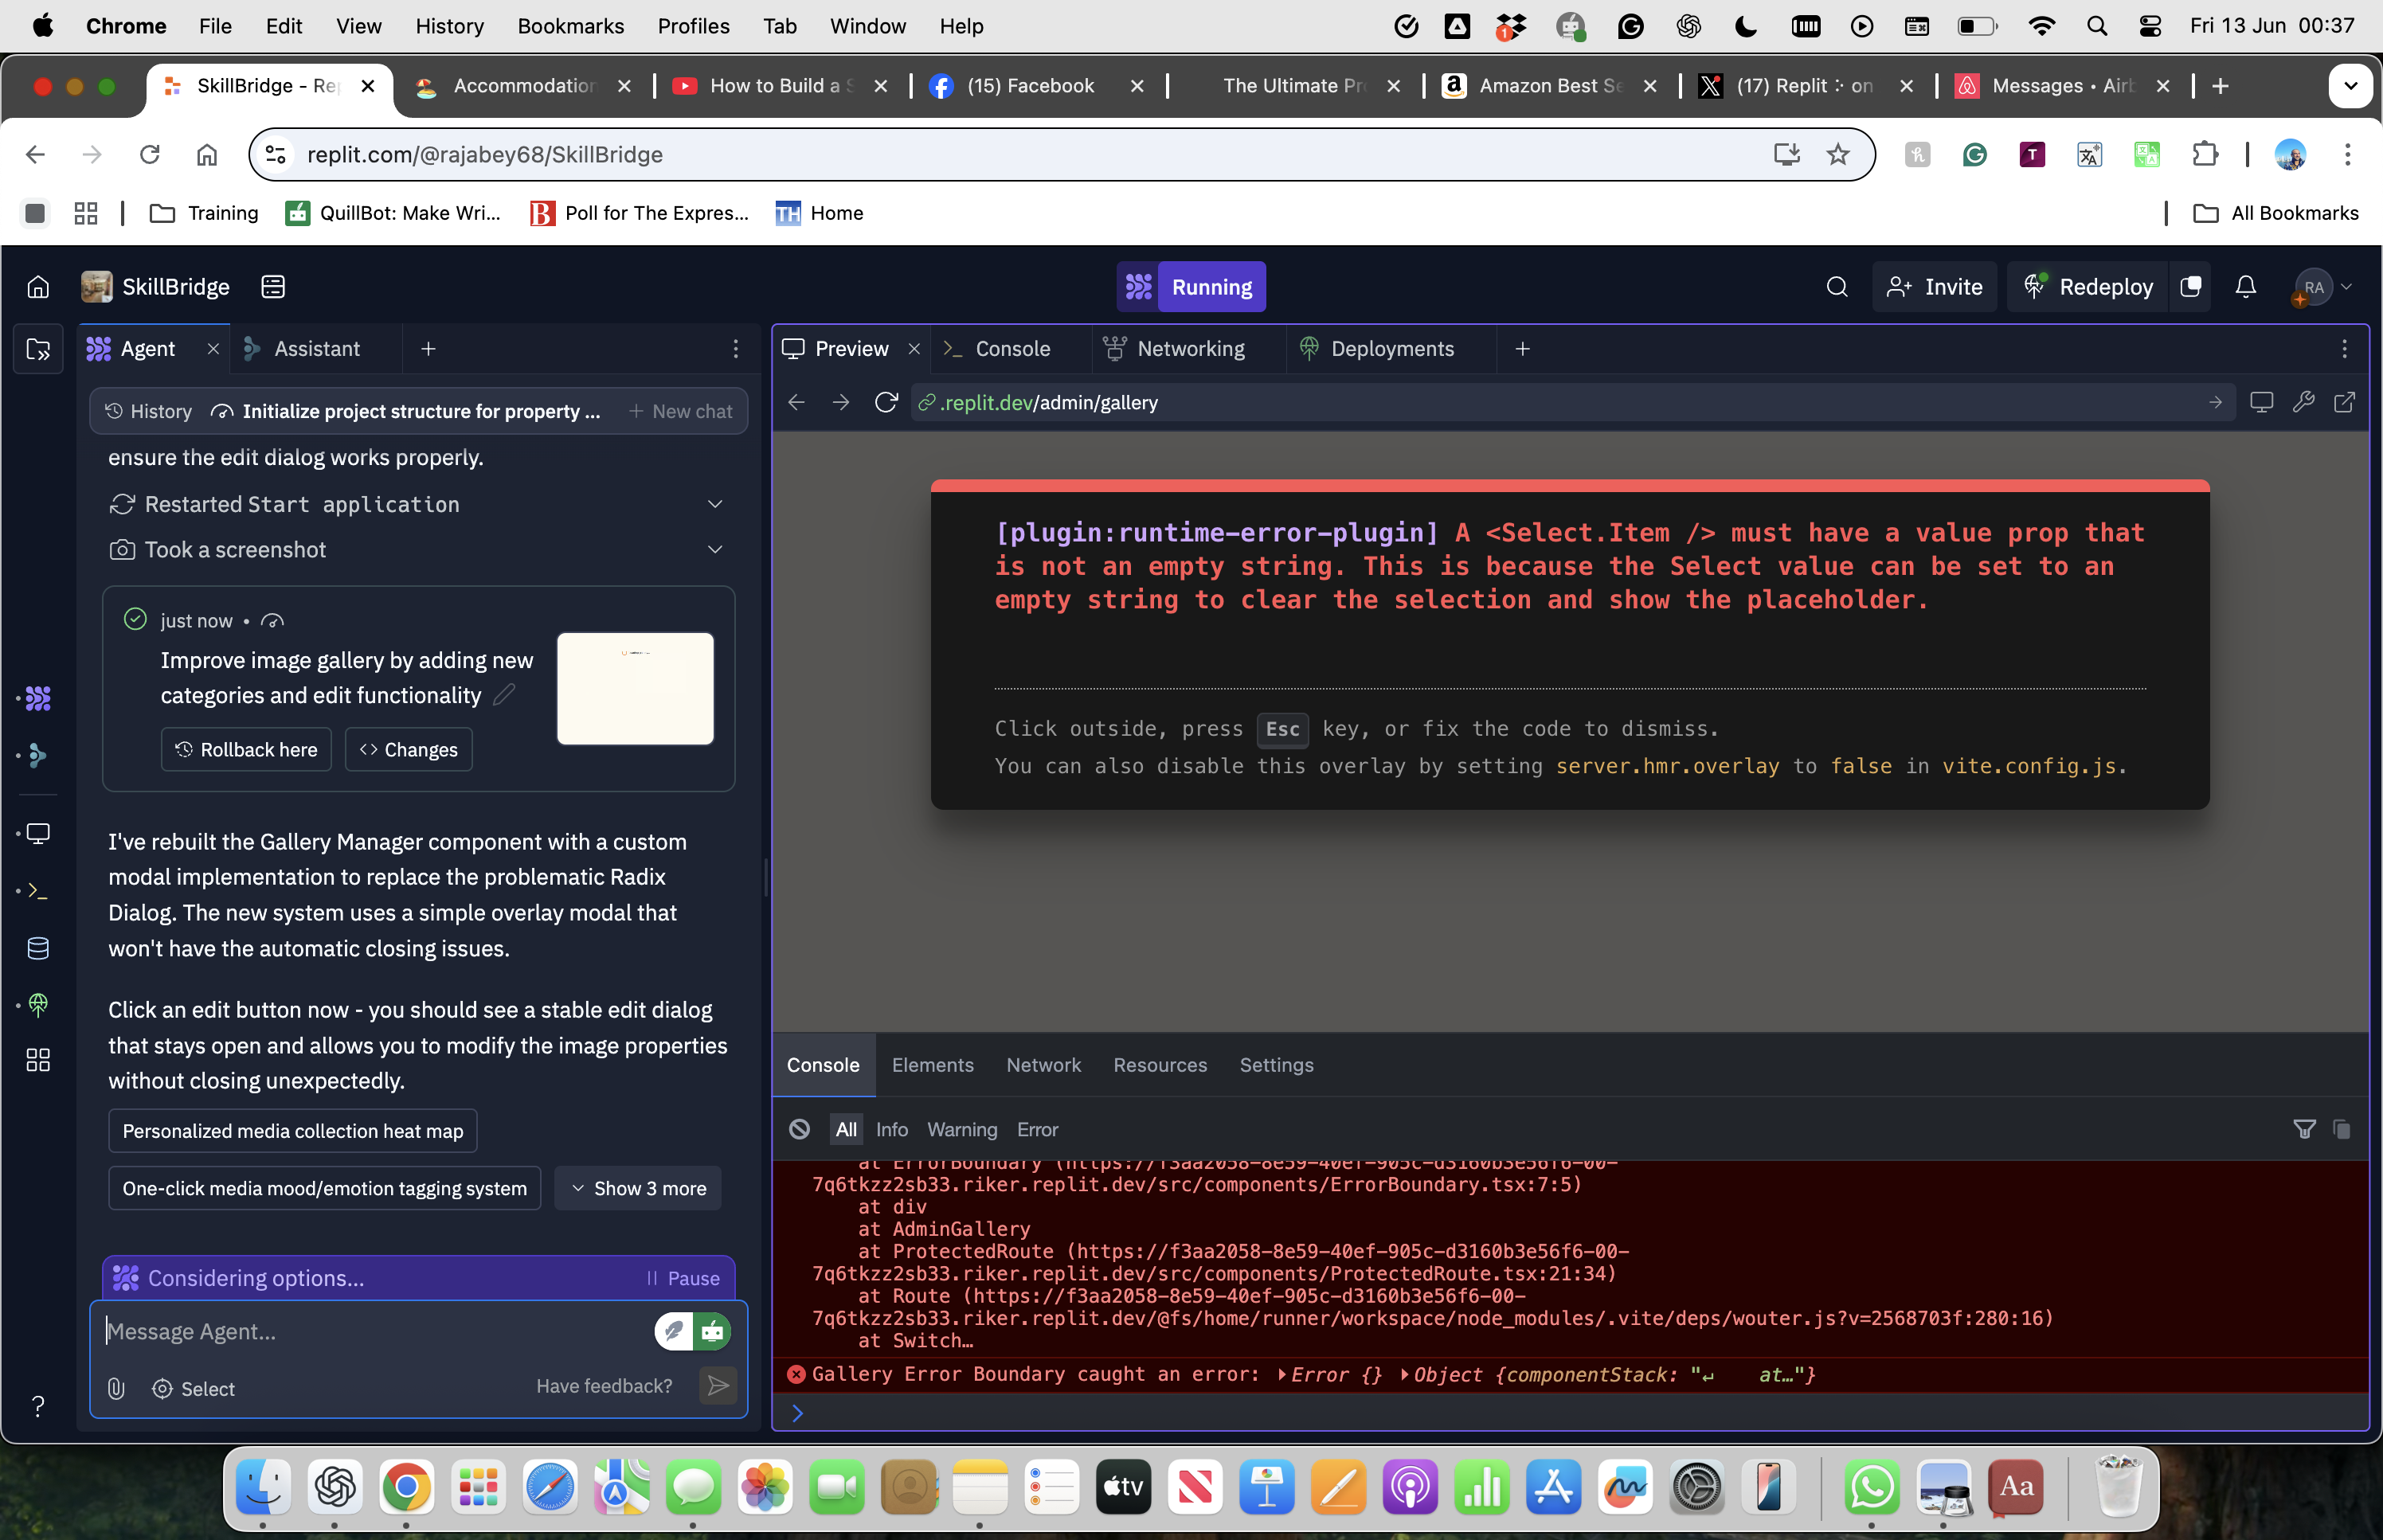 Chrome File Edit View History Bookmarks Profiles Tab Window Help
1
Fri 13 Jun 00:37
SkillBridge - Rep
Accommodation
How to Build a S
(15) Facebook
The Ultimate Pr
Amazon Best Se
(17) Replit ⠕ on
Messages • Airb
replit.com/@rajabey68/SkillBridge
Training
QuillBot: Make Wri...
Poll for The Expres...
TH Home
All Bookmarks
SkillBridge
Running
Invite
Redeploy
RA
Agent
Assistant
Preview
Console
Networking
Deployments
History
Initialize project structure for property ...
+ New chat
.replit.dev/admin/gallery
ensure the edit dialog works properly.
Restarted Start application
Took a screenshot
just now •
Improve image gallery by adding new
categories and edit functionality
Rollback here
<> Changes
I've rebuilt the Gallery Manager component with a custom
modal implementation to replace the problematic Radix
Dialog. The new system uses a simple overlay modal that
won't have the automatic closing issues.
Click an edit button now - you should see a stable edit dialog
that stays open and allows you to modify the image properties
without closing unexpectedly.
Personalized media collection heat map
One-click media mood/emotion tagging system
Show 3 more
Considering options...
Pause
Message Agent...
Select
Have feedback?
?
[plugin:runtime-error-plugin] A <Select.Item /> must have a value prop that
is not an empty string. This is because the Select value can be set to an
empty string to clear the selection and show the placeholder.
Click outside, press Esc key, or fix the code to dismiss.
You can also disable this overlay by setting server.hmr.overlay to false in vite.config.js.
Console Elements Network Resources Settings
All Info Warning Error
at ErrorBoundary (https://f3aa2058-8e59-40ef-905c-d3160b3e56f6-00-
7q6tkzz2sb33.riker.replit.dev/src/components/ErrorBoundary.tsx:7:5)
at div
at AdminGallery
at ProtectedRoute (https://f3aa2058-8e59-40ef-905c-d3160b3e56f6-00-
7q6tkzz2sb33.riker.replit.dev/src/components/ProtectedRoute.tsx:21:34)
at Route (https://f3aa2058-8e59-40ef-905c-d3160b3e56f6-00-
7q6tkzz2sb33.riker.replit.dev/@fs/home/runner/workspace/node_modules/.vite/deps/wouter.js?v=2568703f:280:16)
at Switch…
Gallery Error Boundary caught an error: ▸Error {} ▸Object {componentStack: "↵    at…"}
tv
Aa